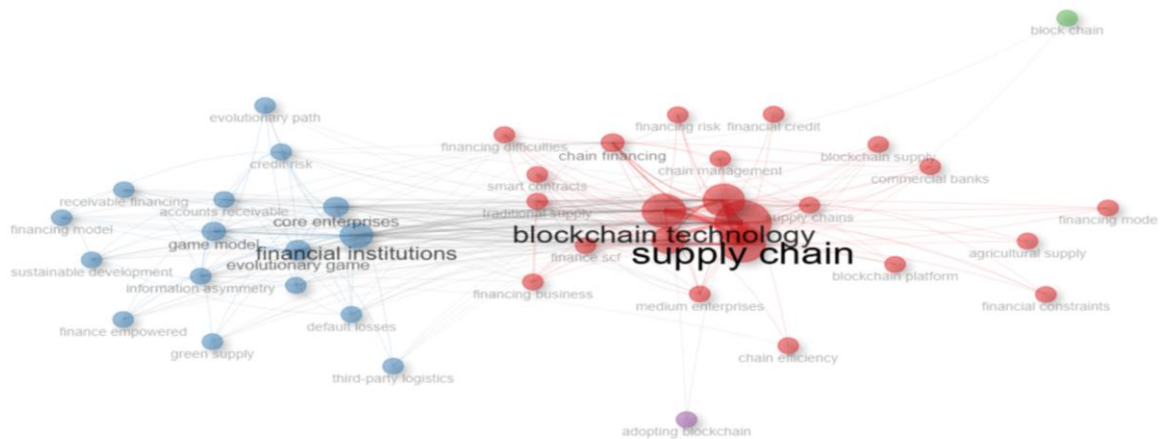 block chain
evolutionary path
financing risk
financial credit
financing difficulties
chain financing
blockchain supply
credit risk
chain management
commercial banks
smart contracts
receivable financing
accounts receivable
traditional supply
supply chains
financing mode
core enterprises
financing model
blockchain technology
game model
financial institutions
supply chain
finance scf
agricultural supply
evolutionary game
sustainable development
information asymmetry
blockchain platform
financing business
medium enterprises
financial constraints
finance empowered
default losses
green supply
chain efficiency
third-party logistics
adopting blockchain